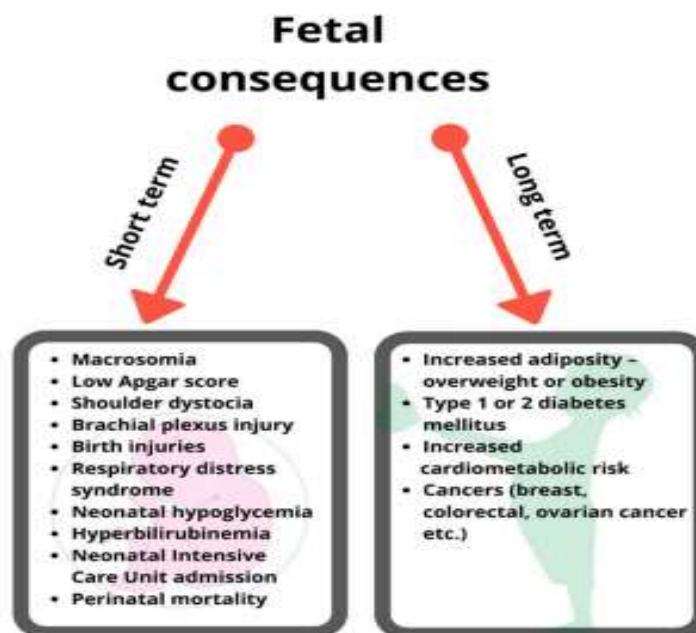 Fetal
consequences
Short term
Long term
• Macrosomia
• Low Apgar score
• Shoulder dystocia
• Brachial plexus injury
• Birth injuries
• Respiratory distress
syndrome
• Neonatal hypoglycemia
• Hyperbilirubinemia
• Neonatal Intensive
Care Unit admission
• Perinatal mortality
• Increased adiposity –
overweight or obesity
• Type 1 or 2 diabetes
mellitus
• Increased
cardiometabolic risk
• Cancers (breast,
colorectal, ovarian cancer
etc.)